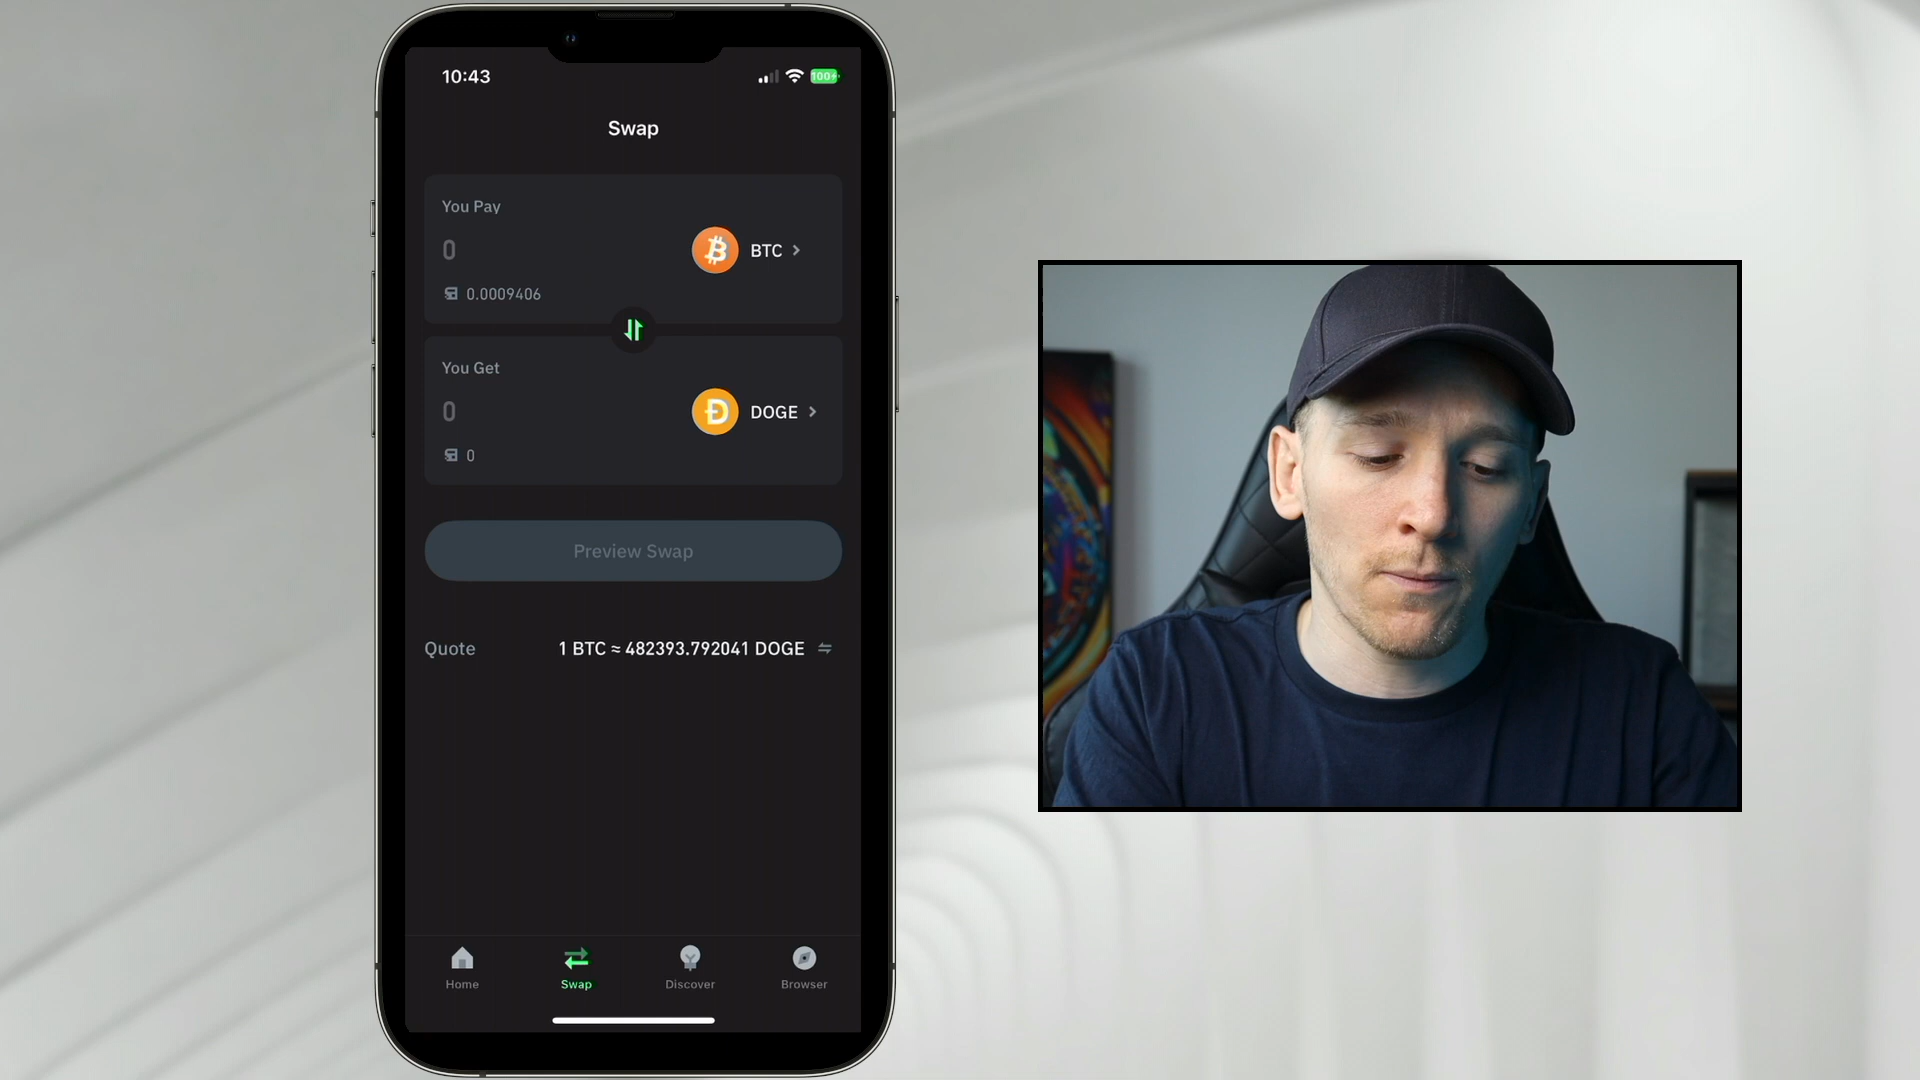 10:43
100
Swap
You Pay
0
BTC
0.0009406
You Get
0
DOGE
0
Preview Swap
Quote
1 BTC ≈ 482393.792041 DOGE
Home
Swap
Discover
Browser